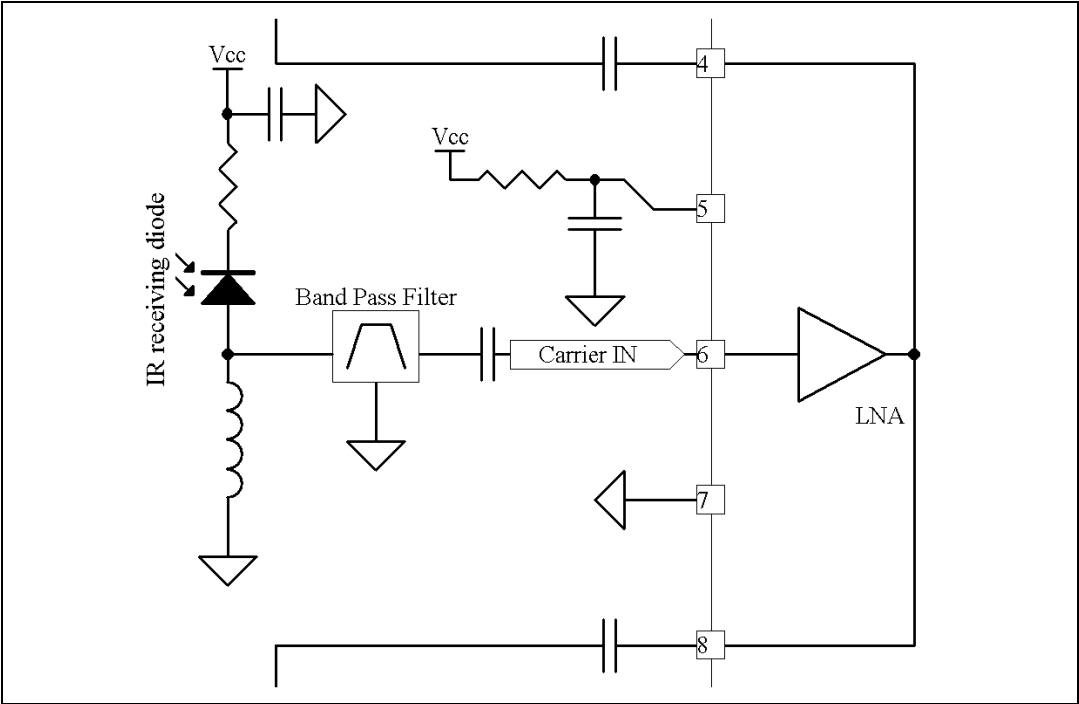 Vcc
4
Vcc
5
IR receiving diode
Band Pass Filter
Carrier IN
6
LNA
7
8